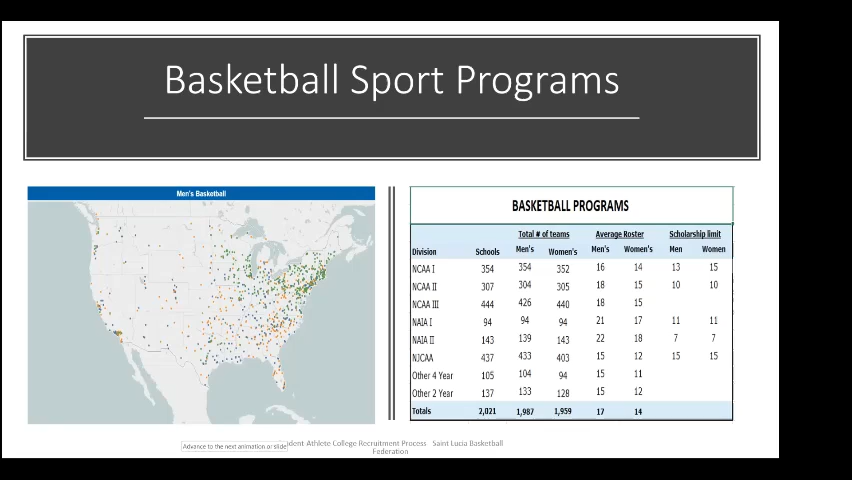 Basketball Sport Programs
Men's Basketball
BASKETBALL PROGRAMS
Total # of teams Average Roster Scholarship limit
Division Schools Men's Women's Men's Women's Men Women
NCAA I 354 354 352 16 14 13 15
NCAA II 307 304 305 18 15 10 10
NCAA III 444 426 440 18 15
NAIA I 94 94 94 21 17 11 11
NAIA II 143 139 143 22 18 7 7
NJCAA 437 433 403 15 12 15 15
Other 4 Year 105 104 94 15 11
Other 2 Year 137 133 128 15 12
Totals 2,021 1,987 1,959 17 14
Advance to the next animation or slide
dent-Athlete College Recruitment Process Saint Lucia Basketball
Federation